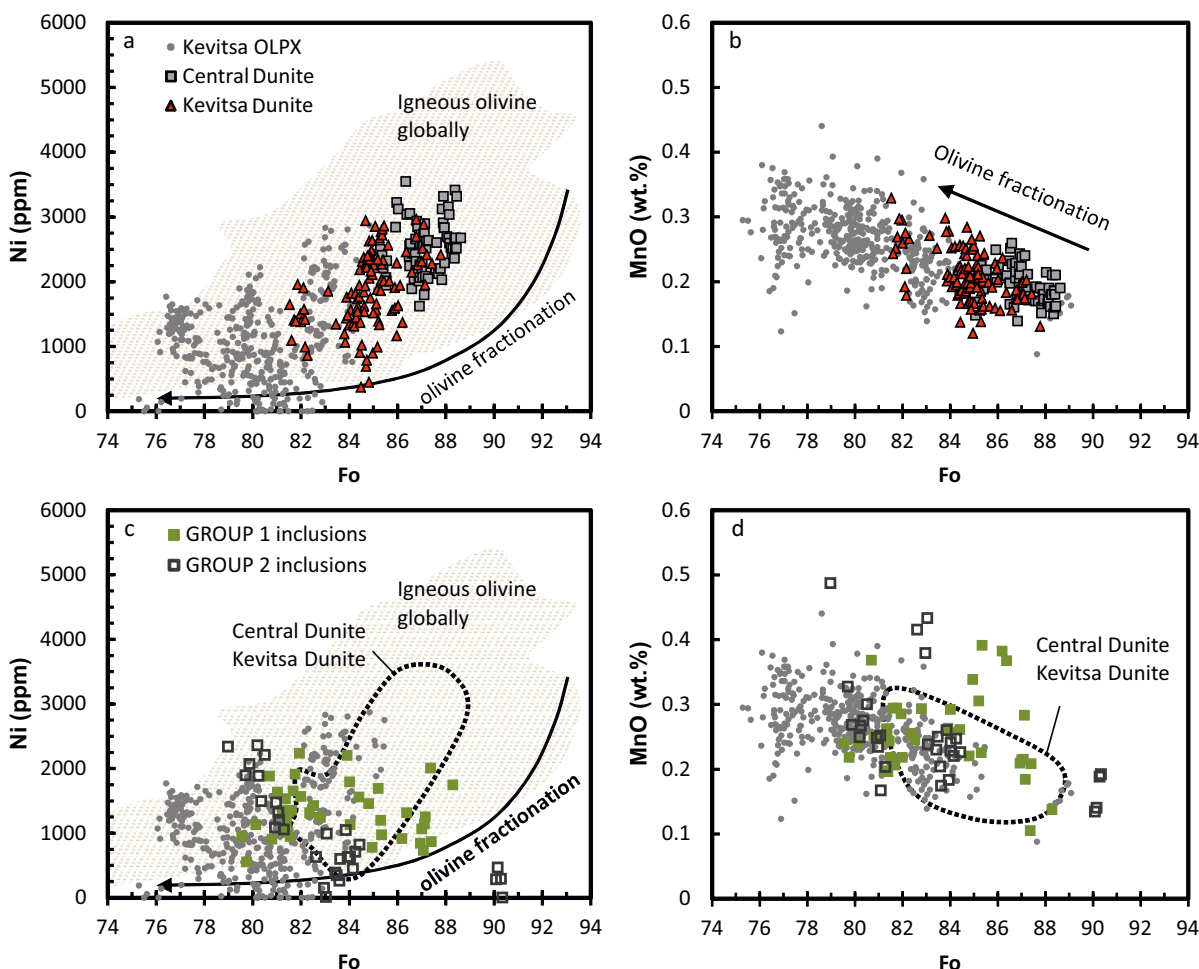 a
Kevitsa OLPX
Central Dunite
Kevitsa Dunite
Igneous olivine
globally
olivine fractionation
Ni (ppm)
6000
5000
4000
3000
2000
1000
0
74 76 78 80 82 84 86 88 90 92 94
Fo
b
Olivine fractionation
MnO (wt.%)
0.6
0.5
0.4
0.3
0.2
0.1
0
74 76 78 80 82 84 86 88 90 92 94
Fo
c
GROUP 1 inclusions
GROUP 2 inclusions
Igneous olivine
globally
Central Dunite
Kevitsa Dunite
olivine fractionation
Ni (ppm)
6000
5000
4000
3000
2000
1000
0
74 76 78 80 82 84 86 88 90 92 94
Fo
d
Central Dunite
Kevitsa Dunite
MnO (wt.%)
0.6
0.5
0.4
0.3
0.2
0.1
0
74 76 78 80 82 84 86 88 90 92 94
Fo